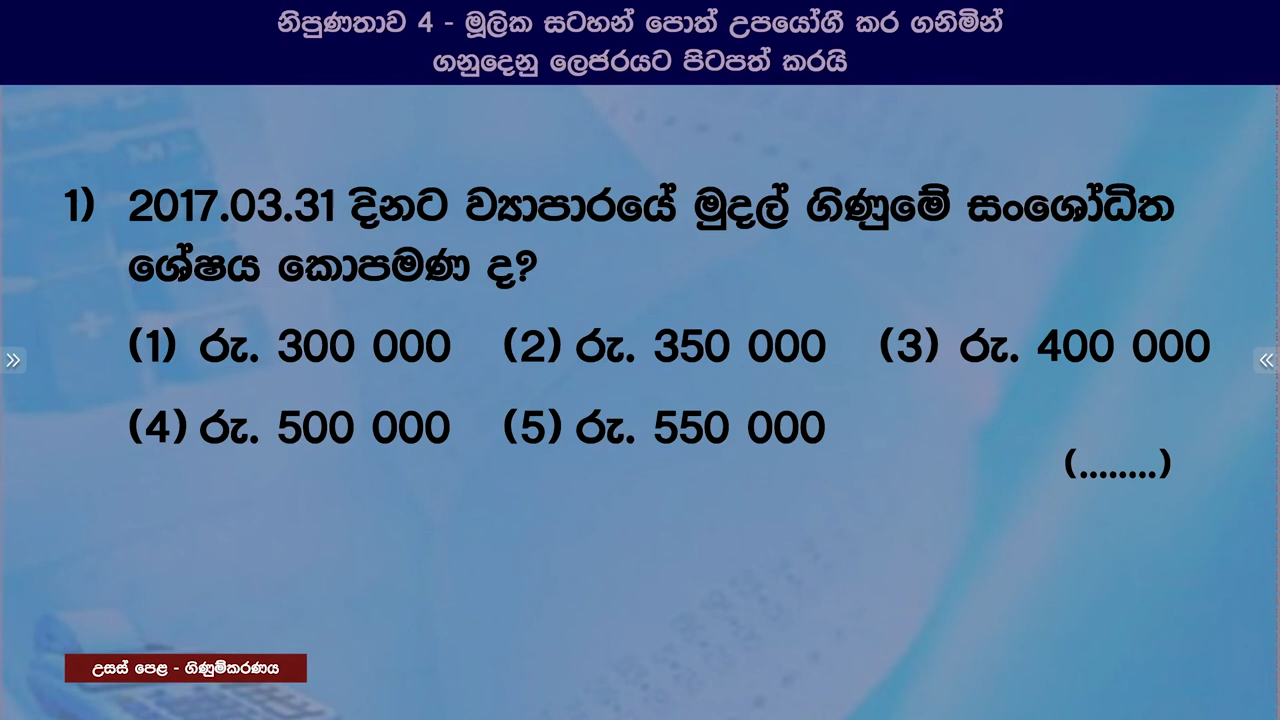 නිපුණතාව 4 - මූලික සටහන් පොත් උපයෝගී කර ගනිමින්
ගනුදෙනු ලෙජරයට පිටපත් කරයි
1) 2017.03.31 දිනට ව්‍යාපාරයේ මුදල් ගිණුමේ සංශෝධිත
ශේෂය කොපමණ ද?
(1) රු. 300 000 (2) රු. 350 000 (3) රු. 400 000
(4) රු. 500 000 (5) රු. 550 000
(........)
උසස් පෙළ - ගිණුම්කරණය